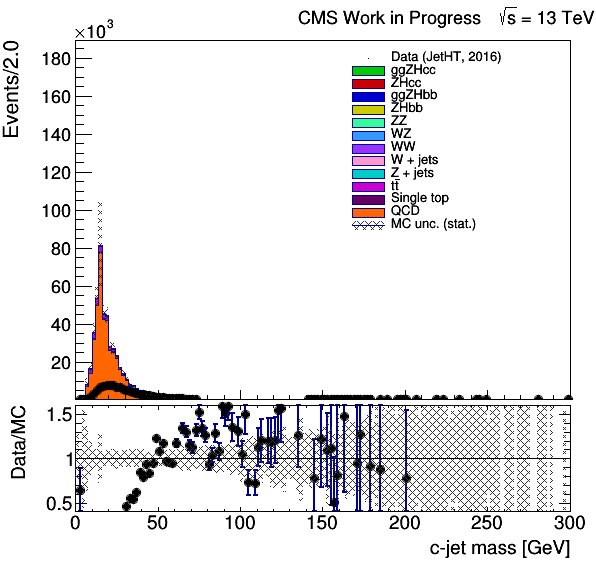 CMS Work in Progress √s = 13 TeV
×10³
Events/2.0
180
160
140
120
100
80
60
40
20
Data (JetHT, 2016)
ggZHcc
ZHcc
ggZHbb
ZHbb
ZZ
WZ
WW
W + jets
Z + jets
tt̄
Single top
QCD
MC unc. (stat.)
Data/MC
1.5
1
0.5
0 50 100 150 200 250 300
c-jet mass [GeV]